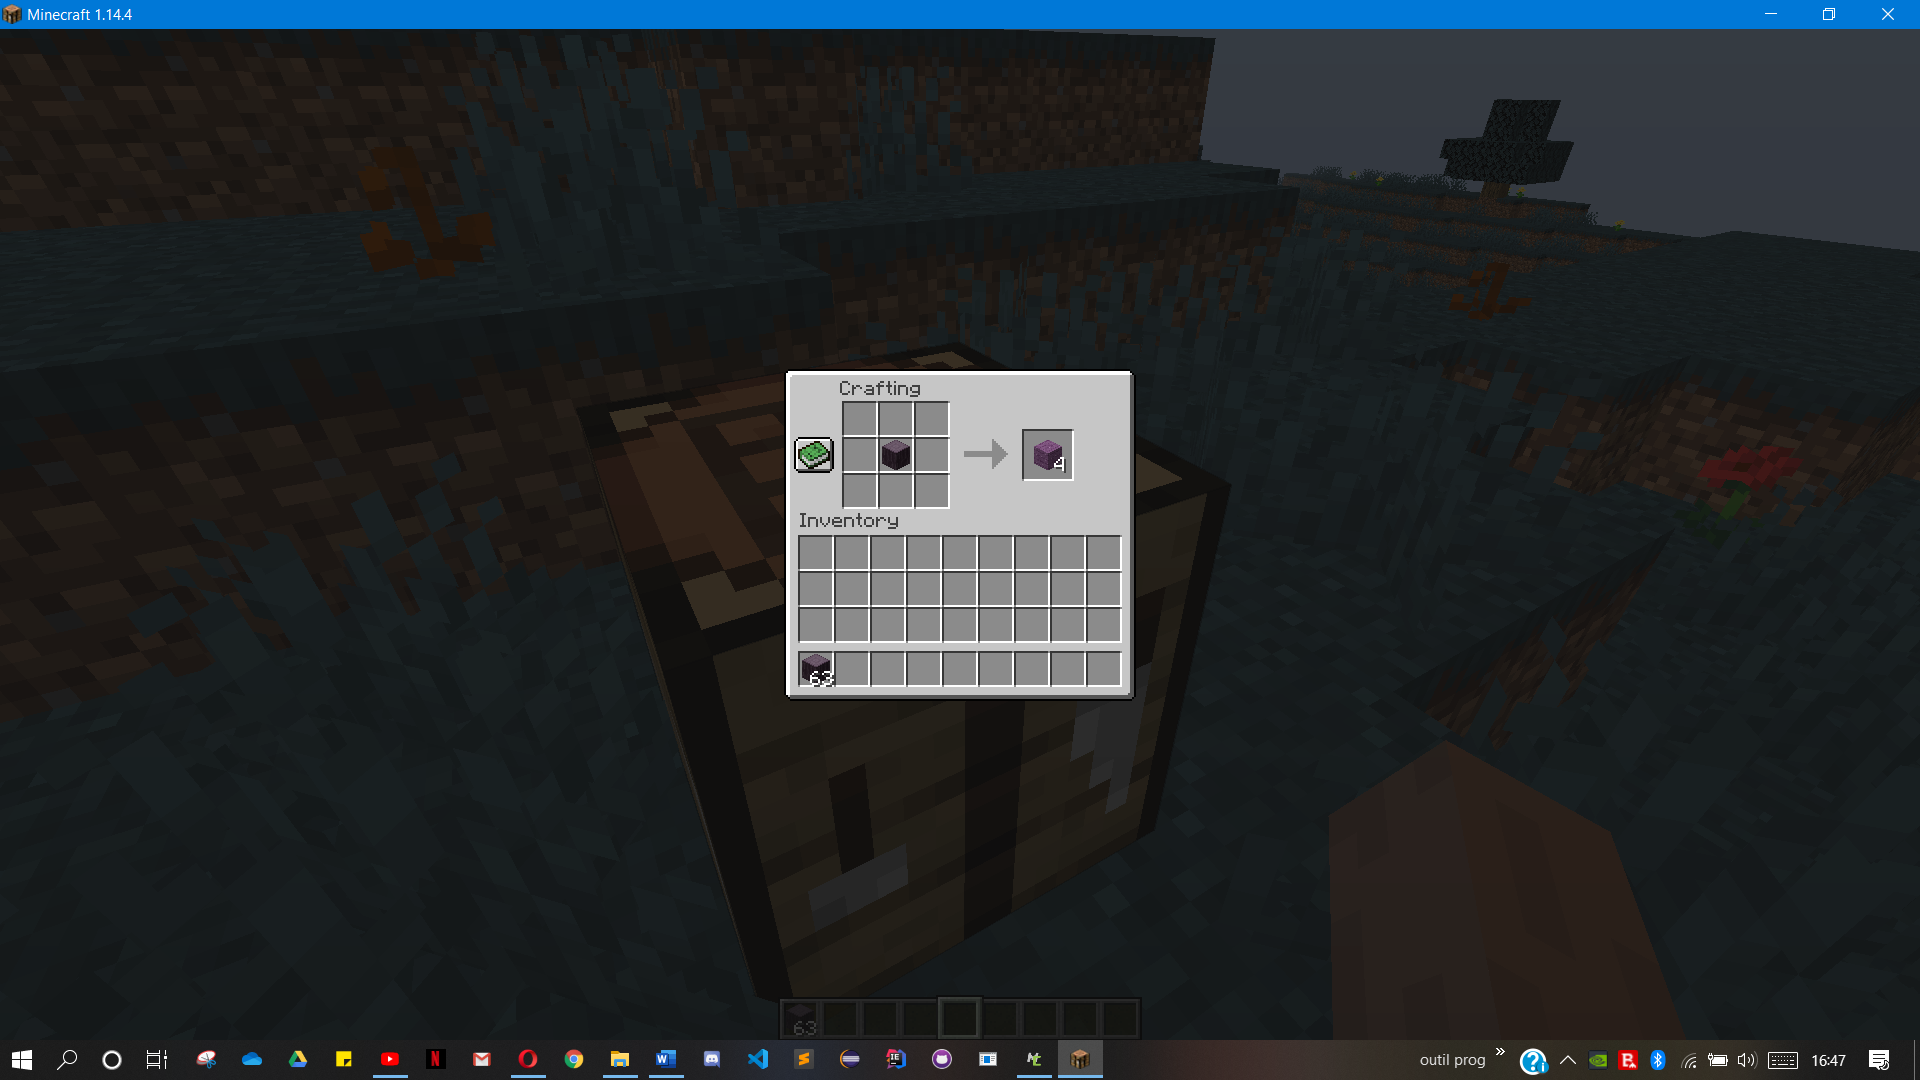 Minecraft 1.14.4
Crafting
4
Inventory
63
63
outil prog
16:47